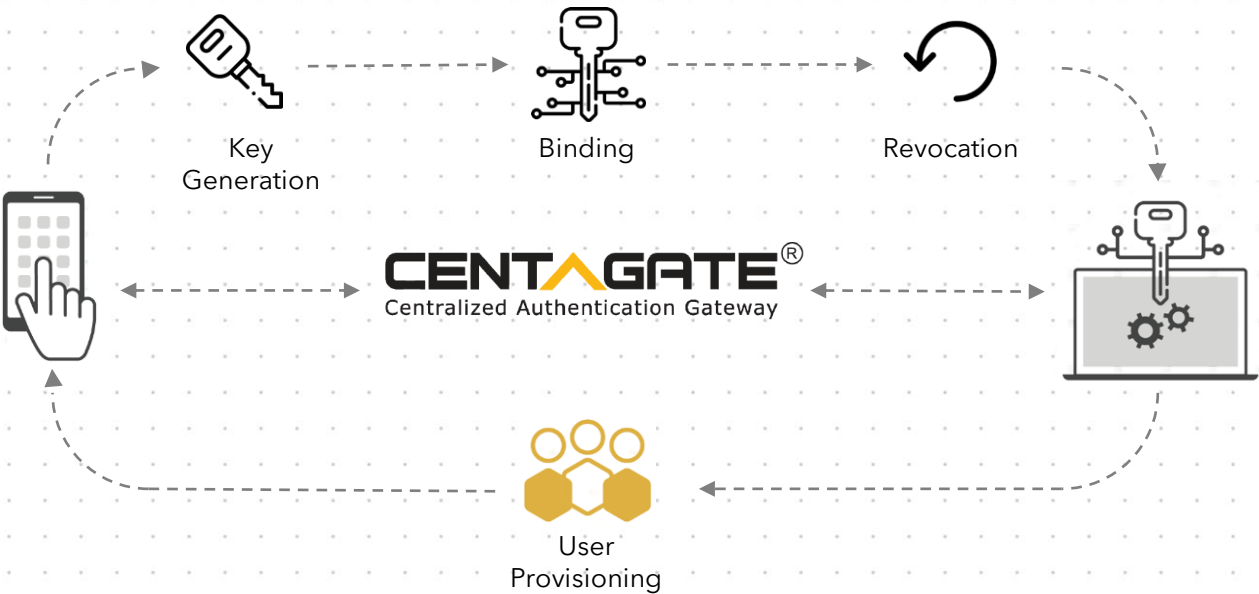 Key
Generation
Binding
Revocation
CENTAGATE®
Centralized Authentication Gateway
User
Provisioning